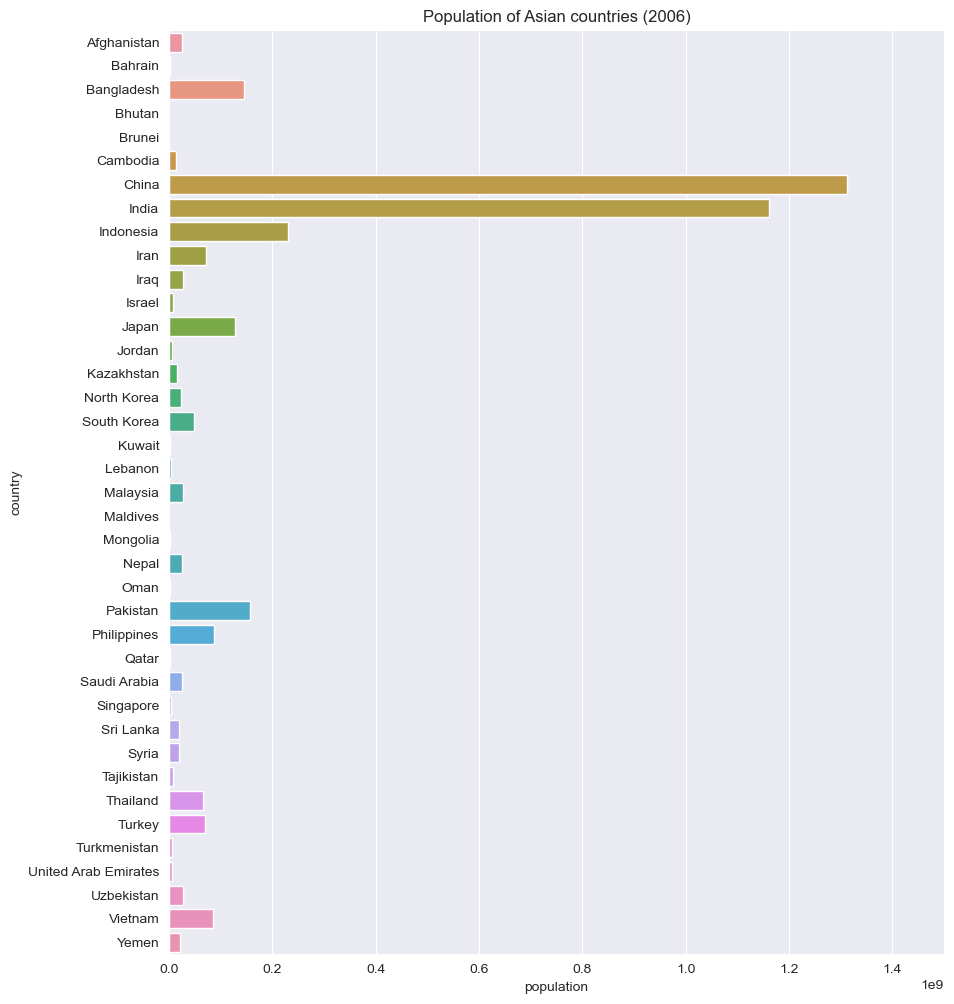 Population of Asian countries (2006)
country
Afghanistan
Bahrain
Bangladesh
Bhutan
Brunei
Cambodia
China
India
Indonesia
Iran
Iraq
Israel
Japan
Jordan
Kazakhstan
North Korea
South Korea
Kuwait
Lebanon
Malaysia
Maldives
Mongolia
Nepal
Oman
Pakistan
Philippines
Qatar
Saudi Arabia
Singapore
Sri Lanka
Syria
Tajikistan
Thailand
Turkey
Turkmenistan
United Arab Emirates
Uzbekistan
Vietnam
Yemen
0.0 0.2 0.4 0.6 0.8 1.0 1.2 1.4
1e9
population